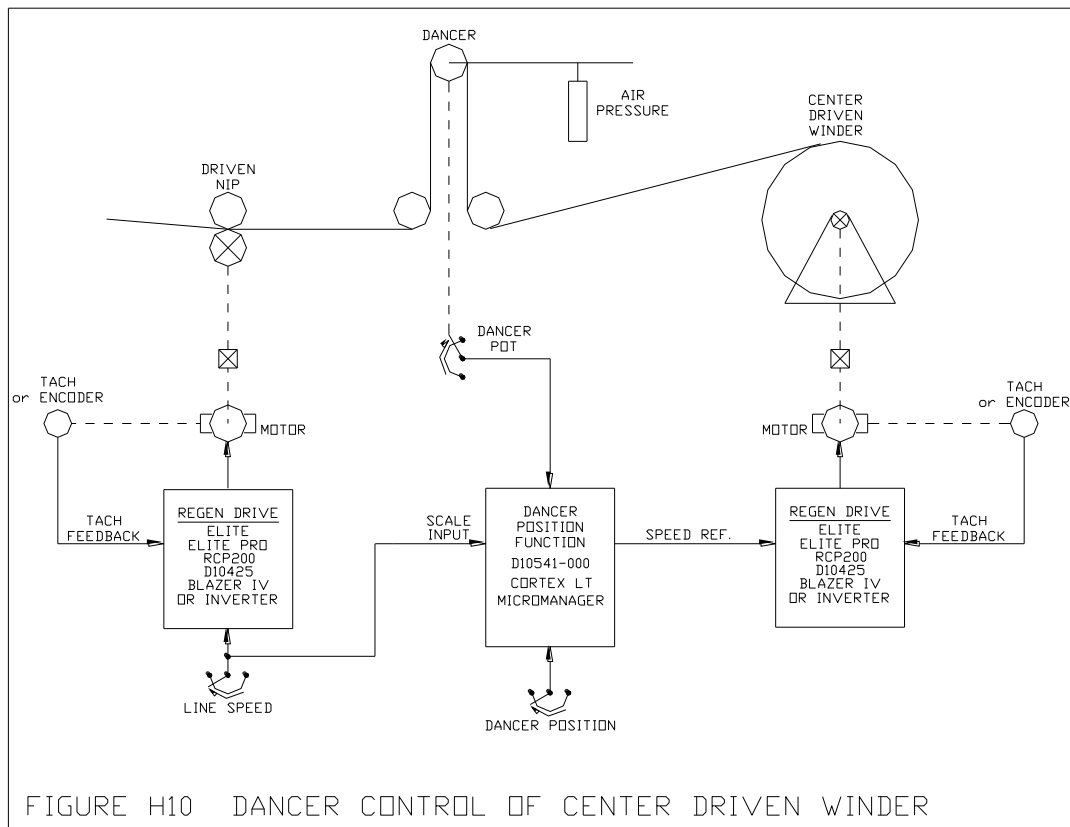 DANCER
AIR
PRESSURE
CENTER
DRIVEN
WINDER
DRIVEN
NIP
DANCER
POT
TACH
or ENCODER
MOTOR
MOTOR
TACH
or ENCODER
REGEN DRIVE
ELITE
ELITE PRO
RCP200
D10425
BLAZER IV
OR INVERTER
TACH
FEEDBACK
SCALE
INPUT
DANCER
POSITION
FUNCTION
D10541-000
CORTEX LT
MICROMANAGER
SPEED REF.
REGEN DRIVE
ELITE
ELITE PRO
RCP200
D10425
BLAZER IV
OR INVERTER
TACH
FEEDBACK
LINE SPEED
DANCER POSITION
FIGURE H10 DANCER CONTROL OF CENTER DRIVEN WINDER